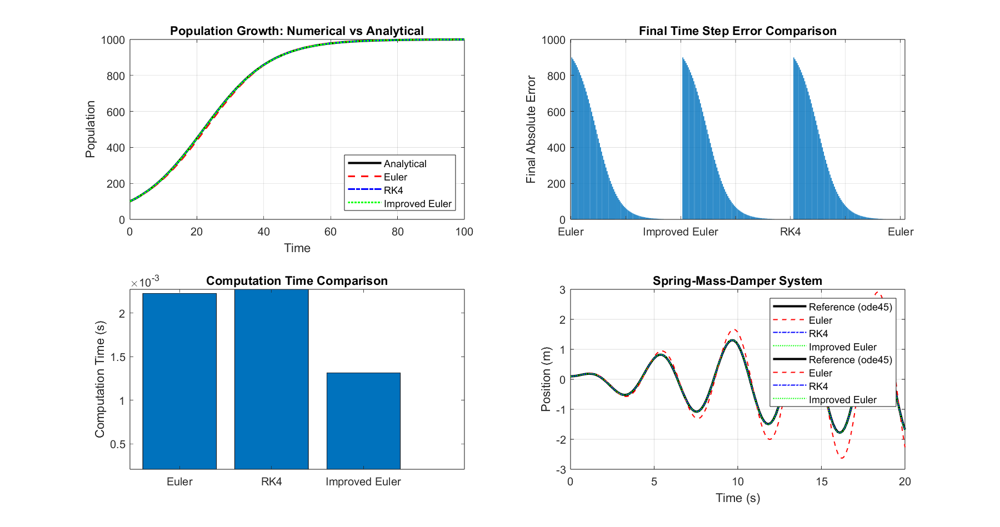 Population Growth: Numerical vs Analytical
1000
800
600
400
200
0
Population
0 20 40 60 80 100
Time
Analytical
Euler
RK4
Improved Euler
Final Time Step Error Comparison
1000
800
600
400
200
0
Final Absolute Error
Euler Improved Euler RK4 Euler
Computation Time Comparison
×10-3
2
1.5
1
0.5
Computation Time (s)
Euler RK4 Improved Euler
Spring-Mass-Damper System
3
2
1
0
-1
-2
-3
Position (m)
0 5 10 15 20
Time (s)
Reference (ode45)
Euler
RK4
Improved Euler
Reference (ode45)
Euler
RK4
Improved Euler